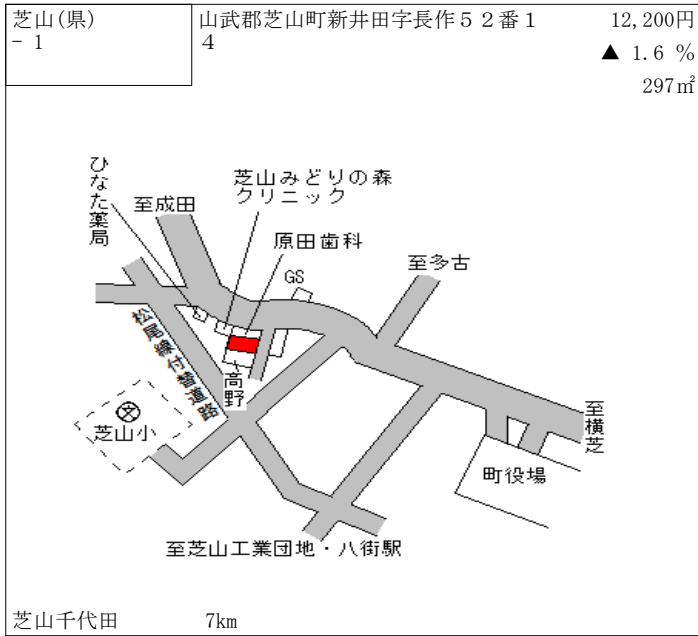 芝山(県)
- 1
山武郡芝山町新井田字長作５２番１
4
12,200円
▲ 1.6 %
297㎡
ひなた薬局
至成田
芝山みどりの森
クリニック
原田歯科
GS
至多古
松尾線付替道路
高野
芝山小
至横芝
町役場
至芝山工業団地・八街駅
芝山千代田
7km